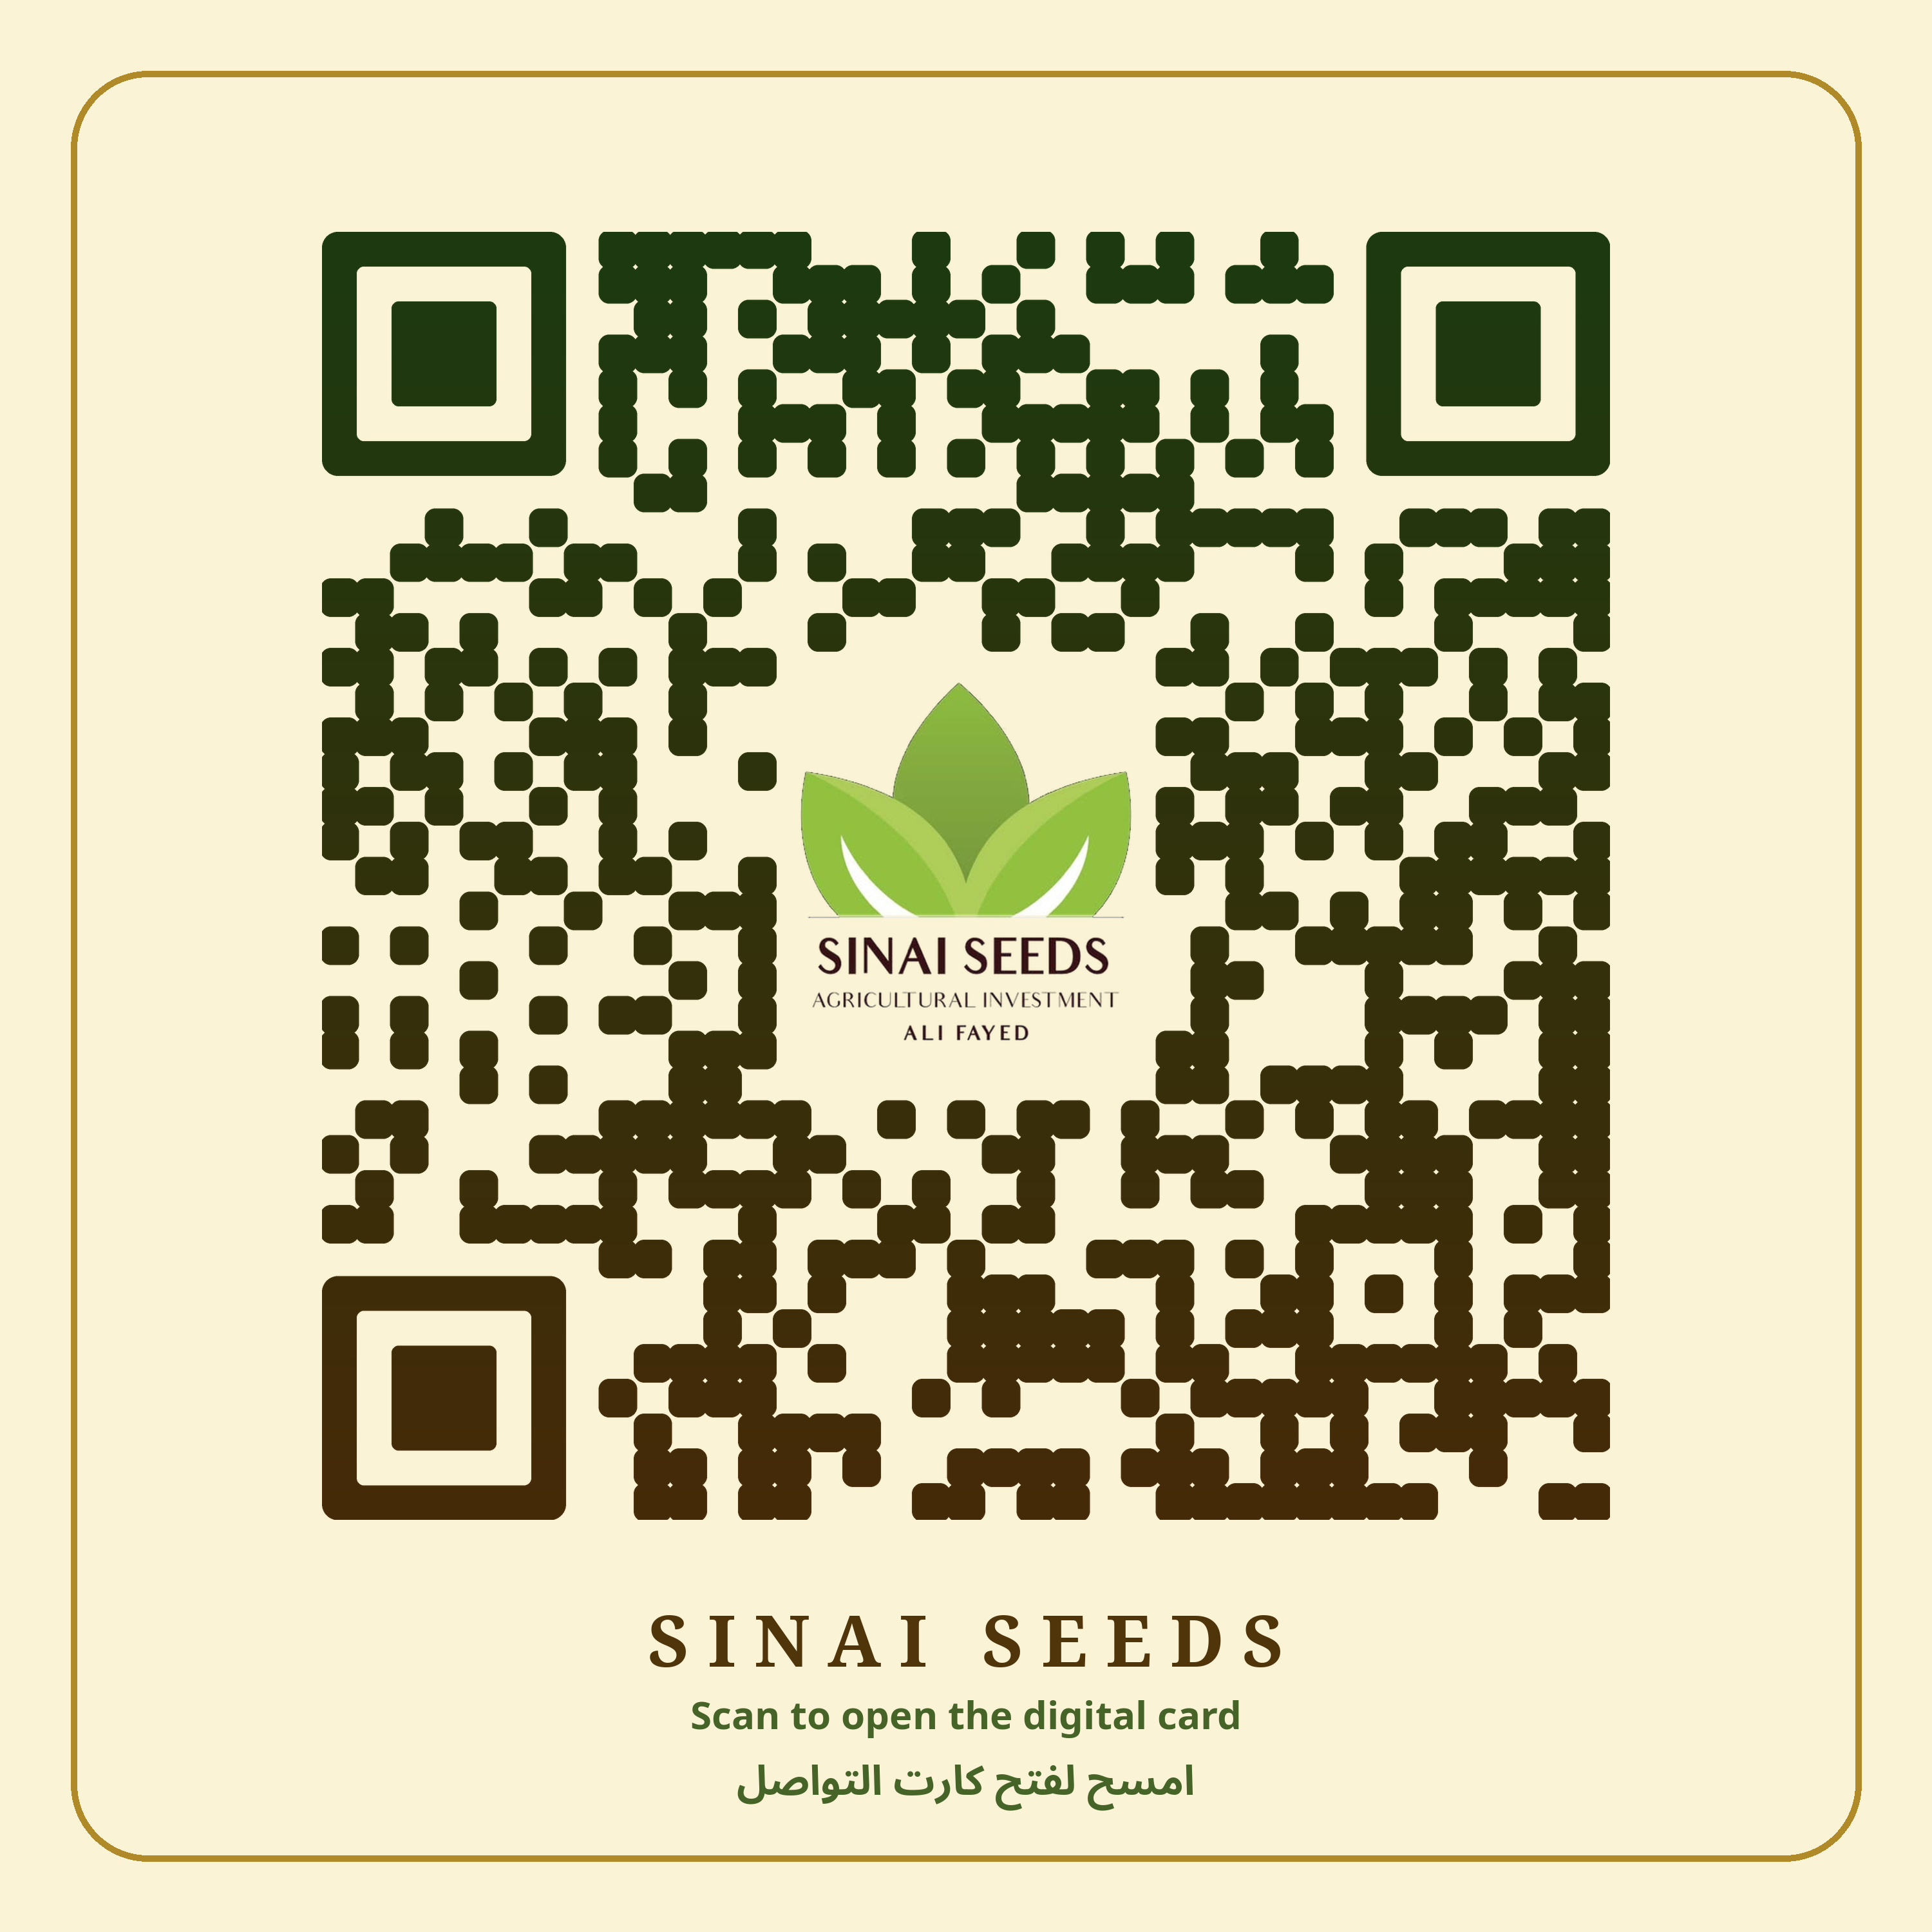 SINAI SEEDS
AGRICULTURAL INVESTMENT
ALI FAYED
SINAI SEEDS
Scan to open the digital card
امسح لفتح كارت التواصل